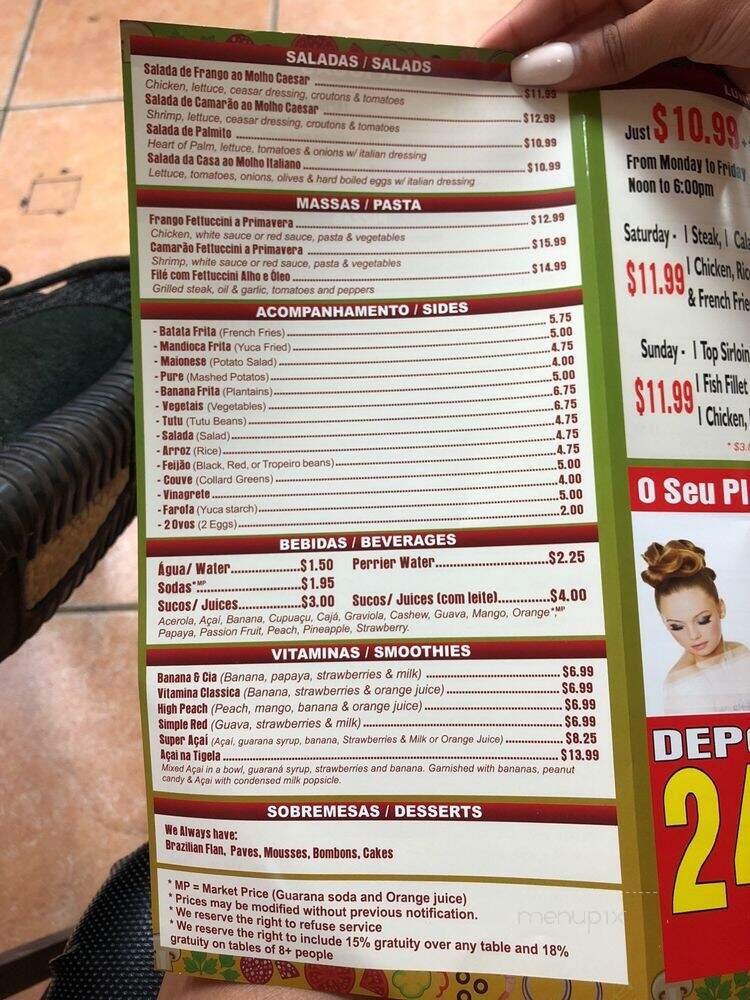 SALADAS / SALADS
Salada de Frango ao Molho Caesar ........ $11.99
Chicken, lettuce, ceasar dressing, croutons & tomatoes
Salada de Camarão ao Molho Caesar ........ $12.99
Shrimp, lettuce, ceasar dressing, croutons & tomatoes
Salada de Palmito ........ $10.99
Heart of Palm, lettuce, tomatoes & onions w/ italian dressing
Salada da Casa ao Molho Italiano ........ $10.99
Lettuce, tomatoes, onions, olives & hard boiled eggs w/ italian dressing
MASSAS / PASTA
Frango Fettuccini a Primavera ........ $12.99
Chicken, white sauce or red sauce, pasta & vegetables
Camarão Fettuccini a Primavera ........ $15.99
Shrimp, white sauce or red sauce, pasta & vegetables
Filé com Fettuccini Alho e Óleo ........ $14.99
Grilled steak, oil & garlic, tomatoes and peppers
ACOMPANHAMENTO / SIDES
- Batata Frita (French Fries) ........ 5.75
- Mandioca Frita (Yuca Fried) ........ 5.00
- Maionese (Potato Salad) ........ 4.75
- Pure (Mashed Potatos) ........ 4.00
- Banana Frita (Plantains) ........ 5.00
- Vegetais (Vegetables) ........ 6.75
- Tutu (Tutu Beans) ........ 6.75
- Salada (Salad) ........ 4.75
- Arroz (Rice) ........ 4.75
- Feijão (Black, Red, or Tropeiro beans) ........ 4.75
- Couve (Collard Greens) ........ 5.00
- Vinagrete ........ 4.00
- Farofa (Yuca starch) ........ 5.00
- 2 Ovos (2 Eggs) ........ 2.00
BEBIDAS / BEVERAGES
Água/ Water ........ $1.50 Perrier Water ........ $2.25
Sodas*MP ........ $1.95
Sucos/ Juices ........ $3.00 Sucos/ Juices (com leite) ........ $4.00
Acerola, Açaí, Banana, Cupuaçu, Cajá, Graviola, Cashew, Guava, Mango, Orange*,MP
Papaya, Passion Fruit, Peach, Pineapple, Strawberry.
VITAMINAS / SMOOTHIES
Banana & Cia (Banana, papaya, strawberries & milk) ........ $6.99
Vitamina Classica (Banana, strawberries & orange juice) ........ $6.99
High Peach (Peach, mango, banana & orange juice) ........ $6.99
Simple Red (Guava, strawberries & milk) ........ $6.99
Super Açaí (Açaí, guarana syrup, banana, Strawberries & Milk or Orange Juice) ........ $8.25
Açaí na Tigela ........ $13.99
Mixed Açaí in a bowl, guaraná syrup, strawberries and banana. Garnished with bananas, peanut
candy & Açaí with condensed milk popsicle.
SOBREMESAS / DESSERTS
We Always have:
Brazilian Flan, Paves, Mousses, Bombons, Cakes
* MP = Market Price (Guarana soda and Orange juice)
* Prices may be modified without previous notification.
* We reserve the right to refuse service
* We reserve the right to include 15% gratuity over any table and 18%
gratuity on tables of 8+ people
Just $10.99
From Monday to Friday
Noon to 6:00pm
Saturday - 1 Steak, 1
$11.99 1 Chicken,
& French
Sunday - 1 Top Sirloin
$11.99 1 Fish Fillet
1 Chicken,
O Seu
menupix